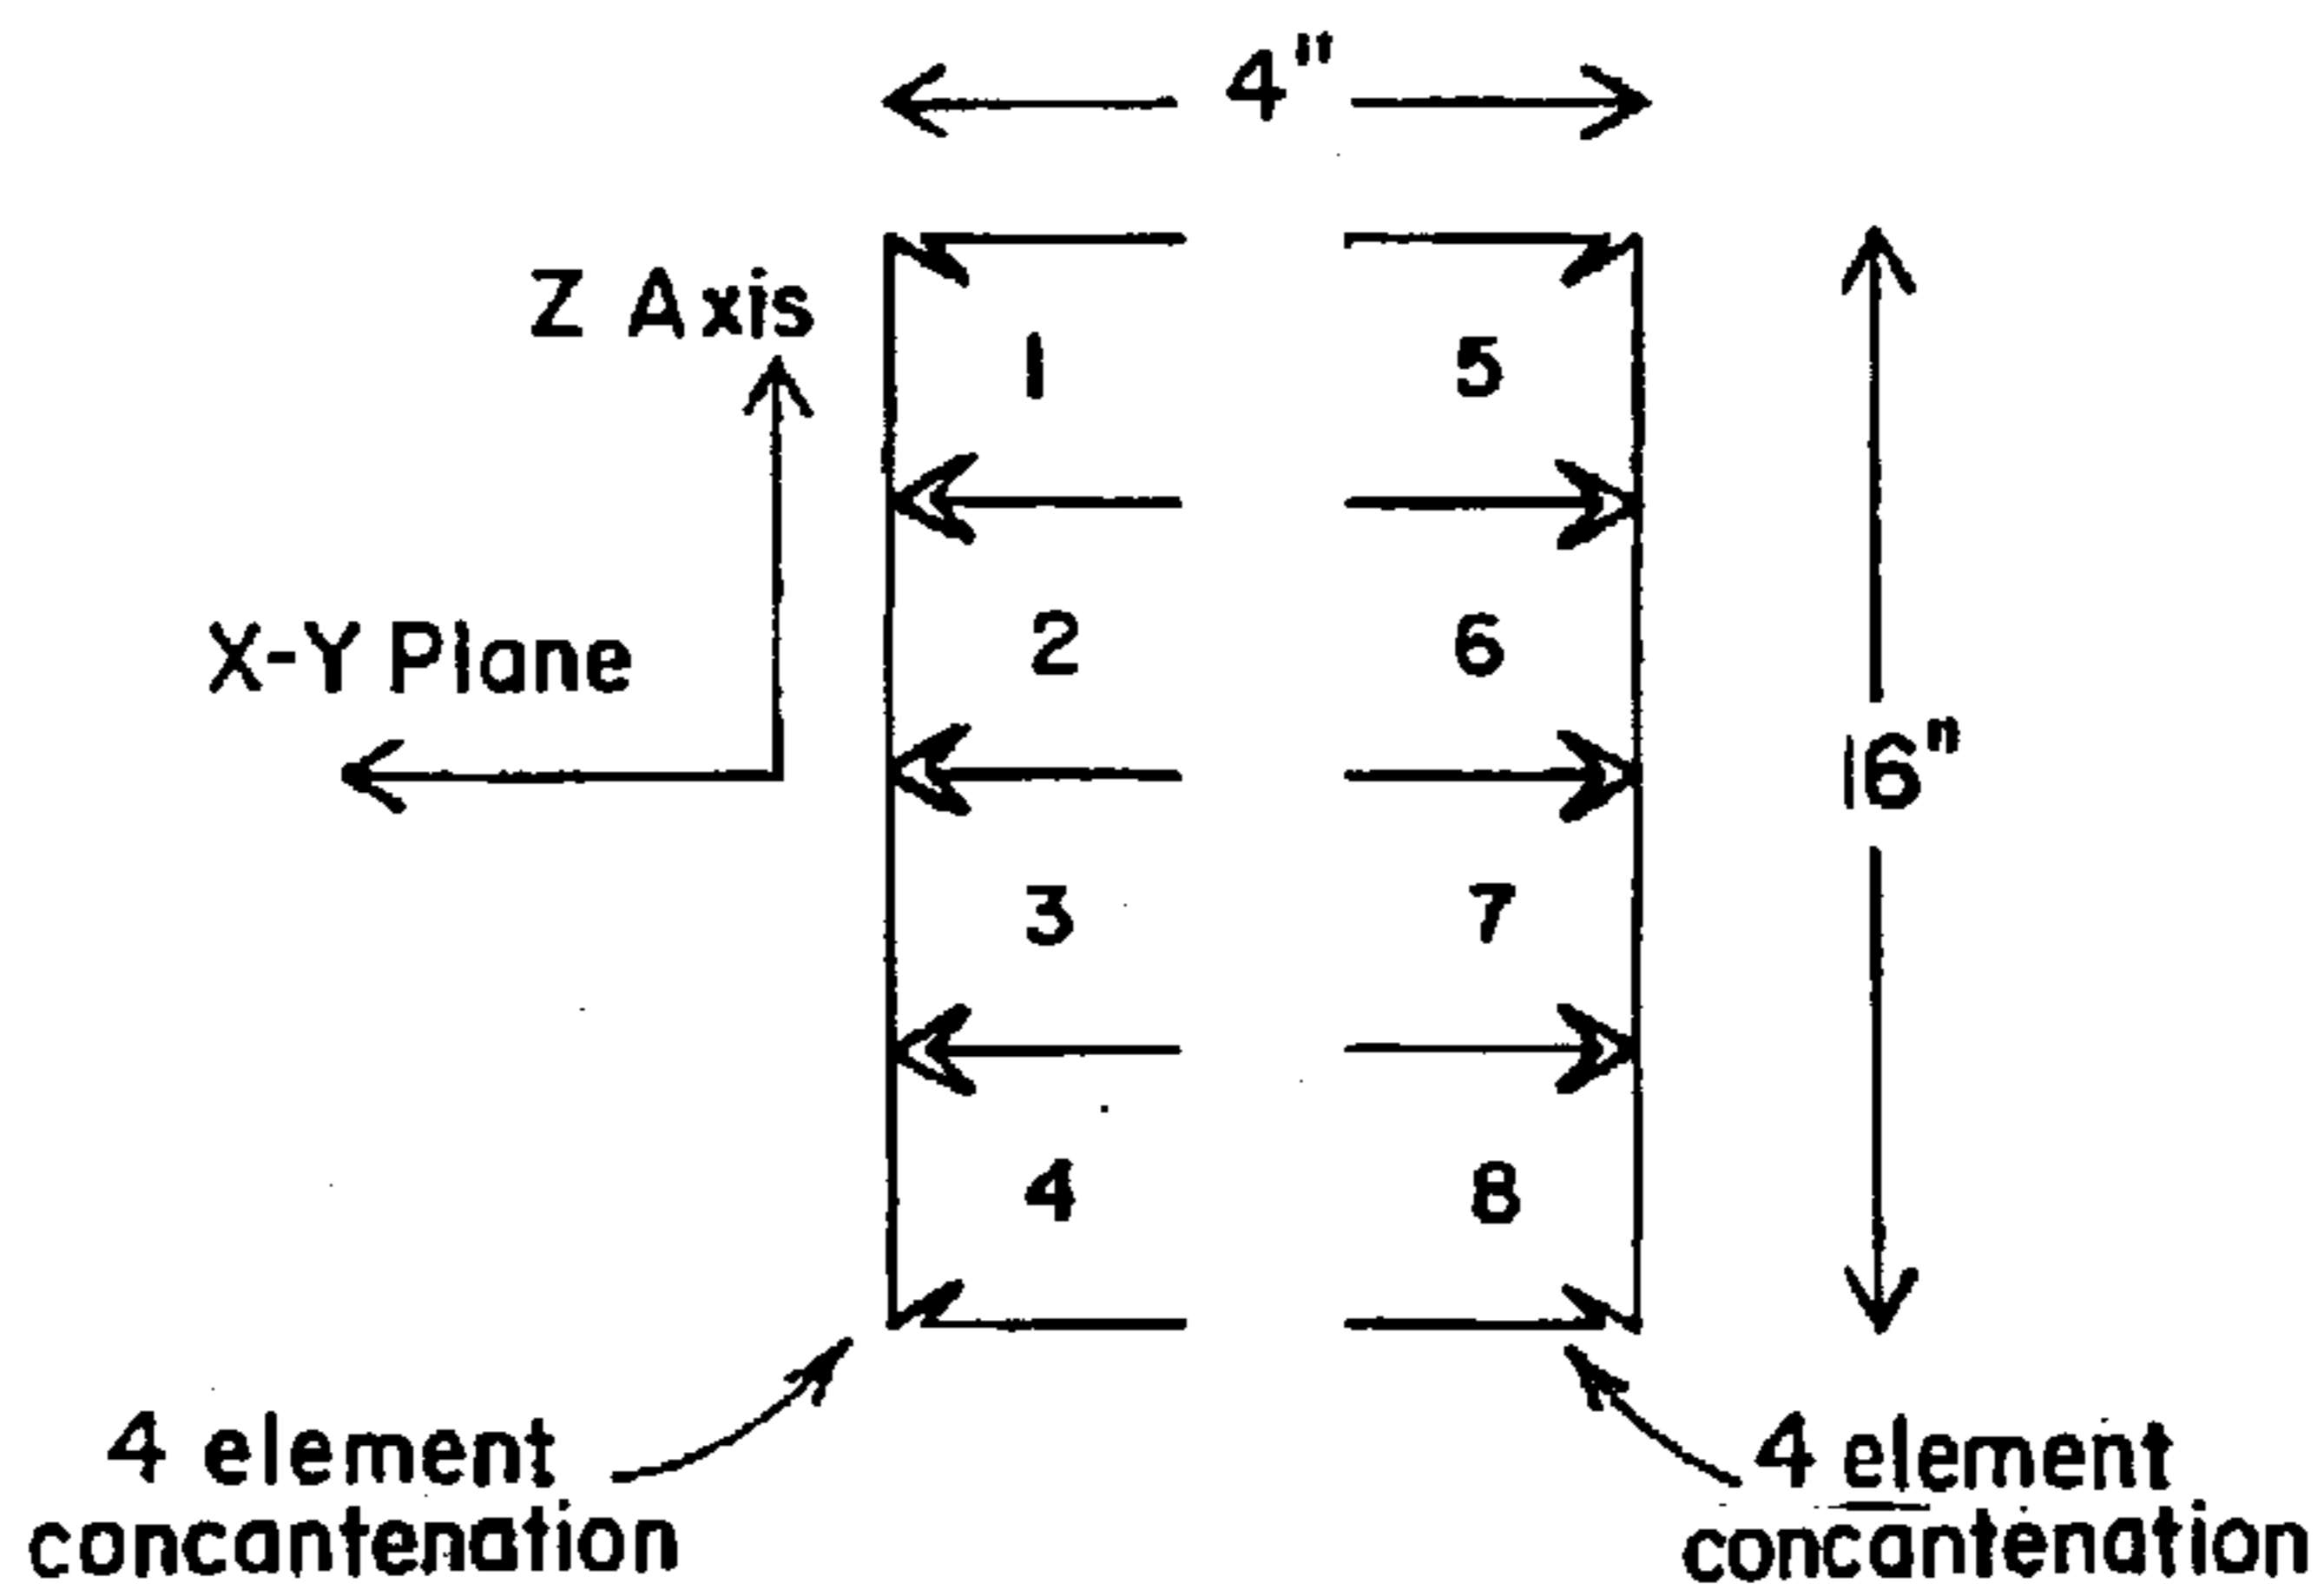 4"
Z Axis
1 5
X-Y Plane
2 6
16"
3 7
4 8
4 element
concantenation
4 element
concantenation